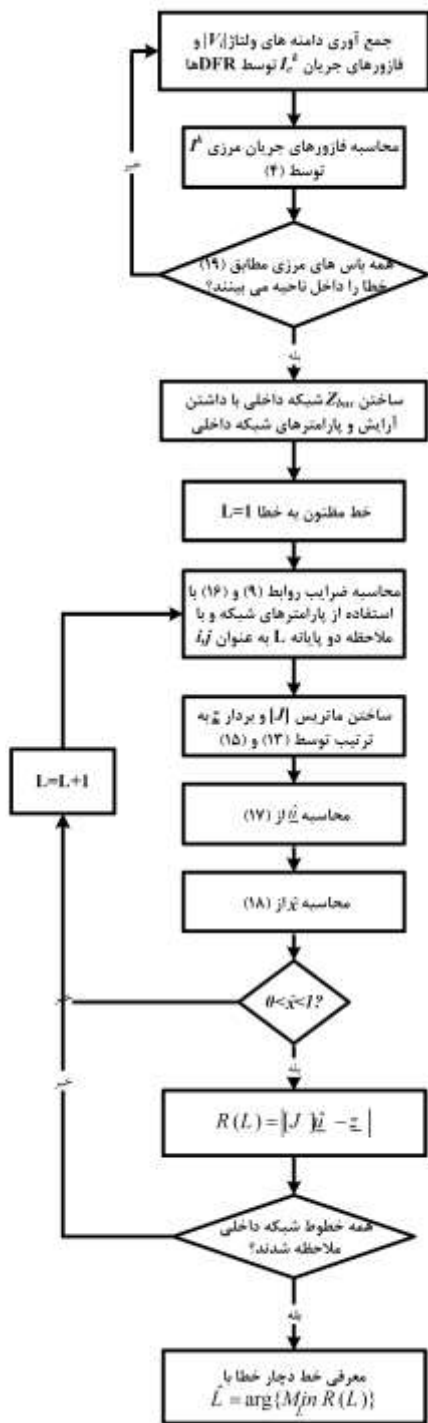 جمع آوری دامنه های ولتاژ |Vᵢ| و
فازورهای جریان Iₑᵏ توسط DFRها
محاسبه فازورهای جریان مرزی Iᵏ
توسط (۴)
همه باس های مرزی مطابق (۱۹)
خطا را داخل ناحیه می بینند؟
خیر
بله
ساختن Zbus شبکه داخلی با داشتن
آرایش و پارامترهای شبکه داخلی
خط مظنون به خطا L=1
محاسبه ضرایب روابط (۹) و (۱۶) با
استفاده از پارامترهای شبکه و با
ملاحظه دو پایانه L به عنوان i,j
ساختن ماتریس [J] و بردار z به
ترتیب توسط (۱۳) و (۱۵)
L=L+1
محاسبه û از (۱۷)
محاسبه x̂ از (۱۸)
0<x̂<1?
خیر
بله
R(L) = |[J]û − z|
همه خطوط شبکه داخلی
ملاحظه شدند؟
خیر
بله
معرفی خط دچار خطا با
L̂ = arg{Min R(L)}
L